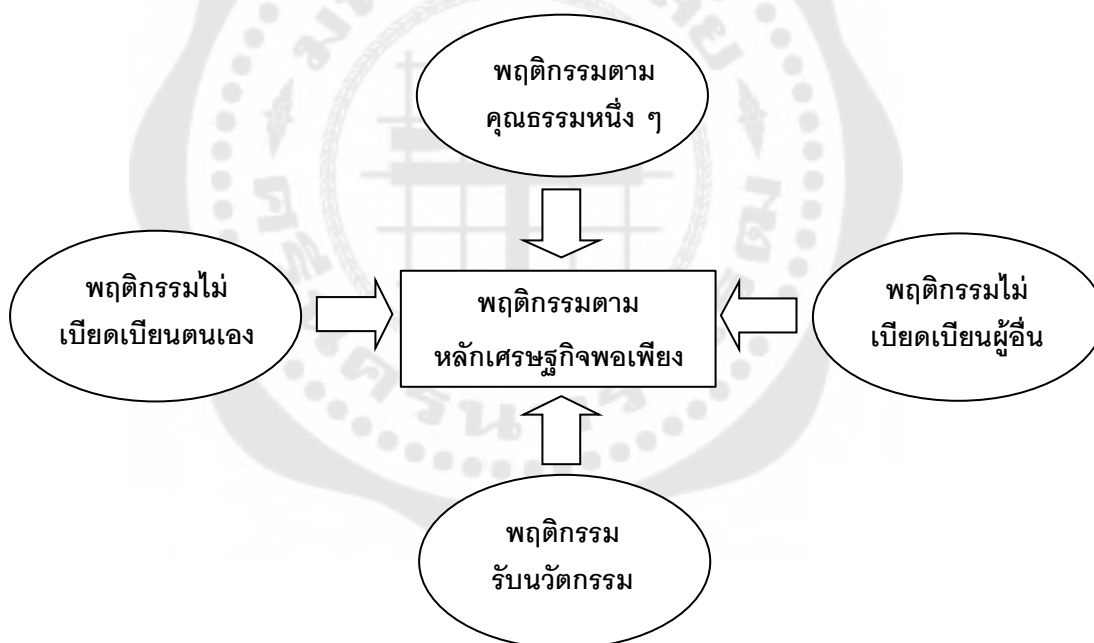 พฤติกรรมตาม
คุณธรรมหนึ่ง ๆ
พฤติกรรมไม่
เบียดเบียนตนเอง
พฤติกรรมตาม
หลักเศรษฐกิจพอเพียง
พฤติกรรมไม่
เบียดเบียนผู้อื่น
พฤติกรรม
รับนวัตกรรม